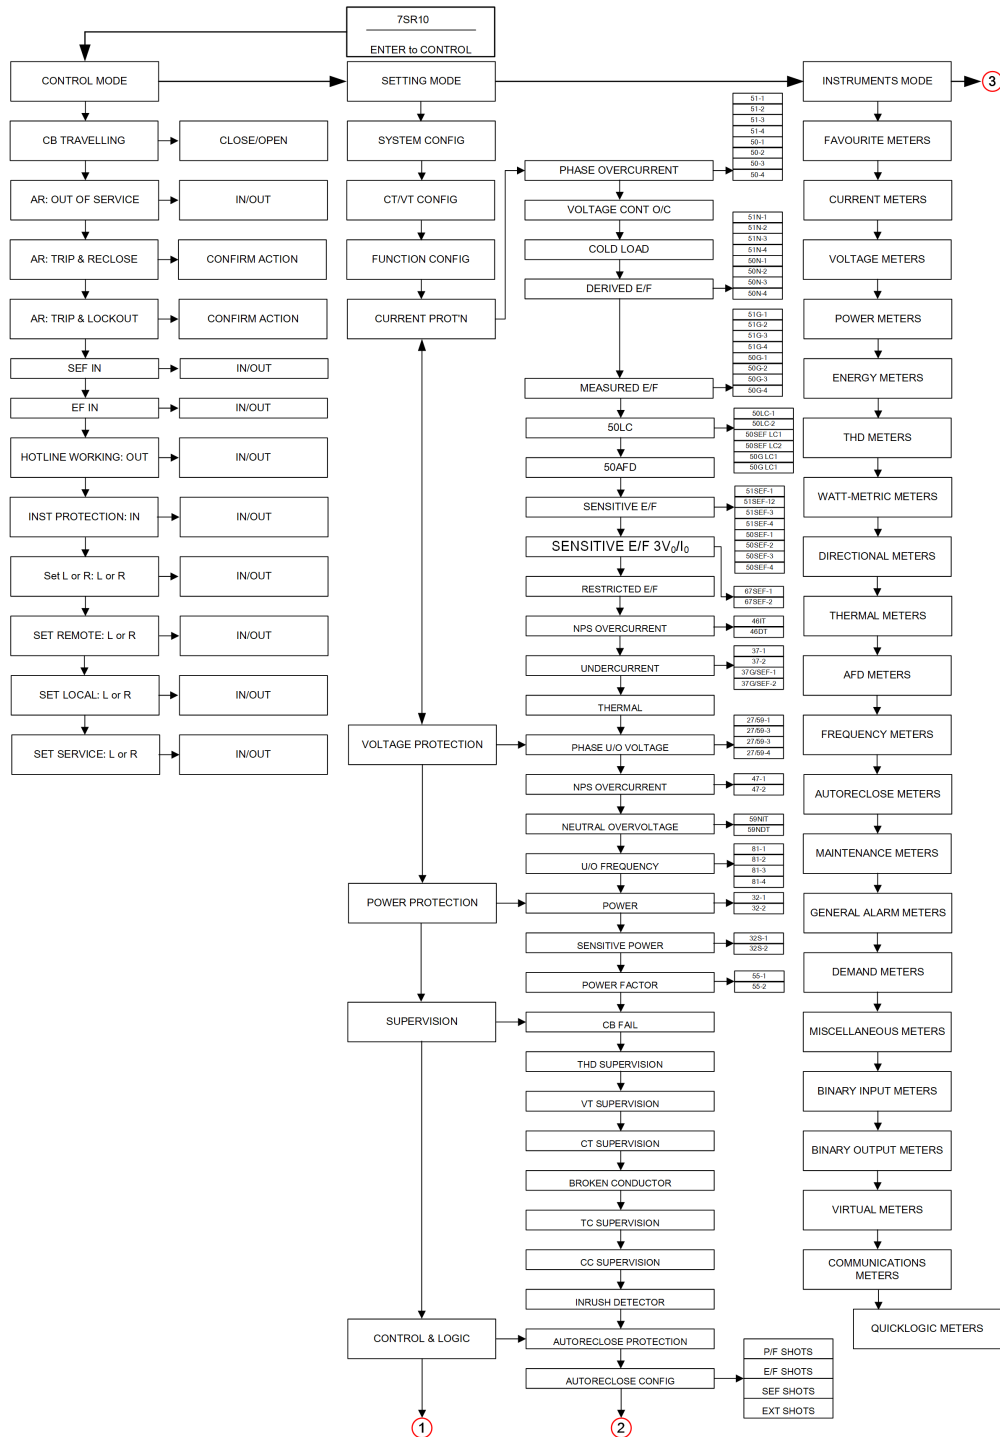 7SR10
ENTER to CONTROL
CONTROL MODE
SETTING MODE
INSTRUMENTS MODE
3
CB TRAVELLING
CLOSE/OPEN
AR: OUT OF SERVICE
IN/OUT
AR: TRIP & RECLOSE
CONFIRM ACTION
AR: TRIP & LOCKOUT
CONFIRM ACTION
SEF IN
IN/OUT
EF IN
IN/OUT
HOTLINE WORKING: OUT
IN/OUT
INST PROTECTION: IN
IN/OUT
Set L or R: L or R
IN/OUT
SET REMOTE: L or R
IN/OUT
SET LOCAL: L or R
IN/OUT
SET SERVICE: L or R
IN/OUT
SYSTEM CONFIG
CT/VT CONFIG
FUNCTION CONFIG
CURRENT PROT'N
VOLTAGE PROTECTION
POWER PROTECTION
SUPERVISION
CONTROL & LOGIC
1
PHASE OVERCURRENT
51-1
51-2
51-3
51-4
50-1
50-2
50-3
50-4
VOLTAGE CONT O/C
COLD LOAD
DERIVED E/F
51N-1
51N-2
51N-3
51N-4
50N-1
50N-2
50N-3
50N-4
MEASURED E/F
51G-1
51G-2
51G-3
51G-4
50G-1
50G-2
50G-3
50G-4
50LC
50LC-1
50LC-2
50SEF LC1
50SEF LC2
50G LC1
50G LC1
50AFD
SENSITIVE E/F
51SEF-1
51SEF-12
51SEF-3
51SEF-4
50SEF-1
50SEF-2
50SEF-3
50SEF-4
SENSITIVE E/F 3V₀/I₀
67SEF-1
67SEF-2
RESTRICTED E/F
NPS OVERCURRENT
46IT
46DT
UNDERCURRENT
37-1
37-2
37G/SEF-1
37G/SEF-2
THERMAL
PHASE U/O VOLTAGE
27/59-1
27/59-3
27/59-3
27/59-4
NPS OVERCURRENT
47-1
47-2
NEUTRAL OVERVOLTAGE
59NIT
59NDT
U/O FREQUENCY
81-1
81-2
81-3
81-4
POWER
32-1
32-2
SENSITIVE POWER
32S-1
32S-2
POWER FACTOR
55-1
55-2
CB FAIL
THD SUPERVISION
VT SUPERVISION
CT SUPERVISION
BROKEN CONDUCTOR
TC SUPERVISION
CC SUPERVISION
INRUSH DETECTOR
AUTORECLOSE PROTECTION
AUTORECLOSE CONFIG
P/F SHOTS
E/F SHOTS
SEF SHOTS
EXT SHOTS
2
FAVOURITE METERS
CURRENT METERS
VOLTAGE METERS
POWER METERS
ENERGY METERS
THD METERS
WATT-METRIC METERS
DIRECTIONAL METERS
THERMAL METERS
AFD METERS
FREQUENCY METERS
AUTORECLOSE METERS
MAINTENANCE METERS
GENERAL ALARM METERS
DEMAND METERS
MISCELLANEOUS METERS
BINARY INPUT METERS
BINARY OUTPUT METERS
VIRTUAL METERS
COMMUNICATIONS
METERS
QUICKLOGIC METERS